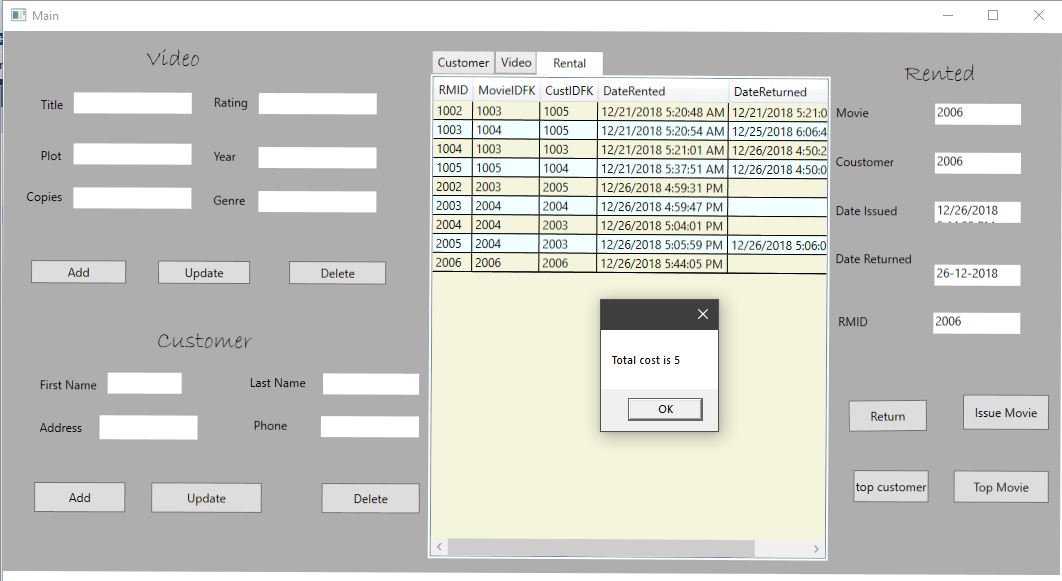 Main
Video
Title
Rating
Plot
Year
Copies
Genre
Add Update Delete
Customer
First Name
Last Name
Address
Phone
Add Update Delete
Customer Video Rental
RMID MovieIDFK CustIDFK DateRented DateReturned
1002 1003 1005 12/21/2018 5:20:48 AM 12/21/2018 5:21:0
1003 1004 1005 12/21/2018 5:20:54 AM 12/25/2018 6:06:4
1004 1003 1003 12/21/2018 5:21:01 AM 12/26/2018 4:50:2
1005 1005 1004 12/21/2018 5:37:51 AM 12/26/2018 4:50:0
2002 2003 2005 12/26/2018 4:59:31 PM
2003 2004 2004 12/26/2018 4:59:47 PM
2004 2004 2003 12/26/2018 5:04:01 PM
2005 2004 2003 12/26/2018 5:05:59 PM 12/26/2018 5:06:0
2006 2006 2006 12/26/2018 5:44:05 PM
Total cost is 5
OK
Rented
Movie 2006
Coustomer 2006
Date Issued 12/26/2018
Date Returned 26-12-2018
RMID 2006
Return Issue Movie
top customer Top Movie